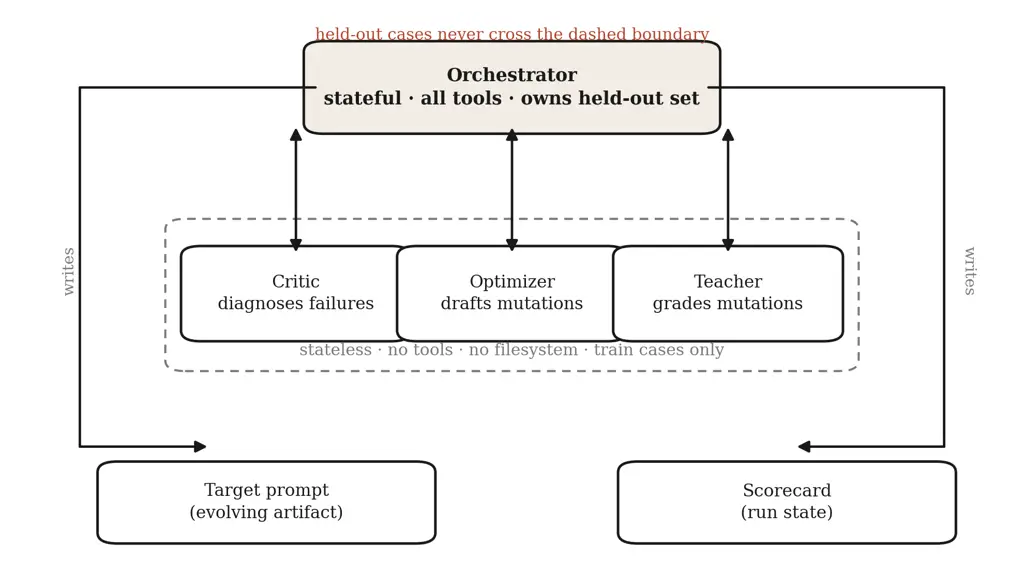 held-out cases never cross the dashed boundary
Orchestrator
stateful · all tools · owns held-out set
writes
writes
Critic
diagnoses failures
Optimizer
drafts mutations
Teacher
grades mutations
stateless · no tools · no filesystem · train cases only
Target prompt
(evolving artifact)
Scorecard
(run state)